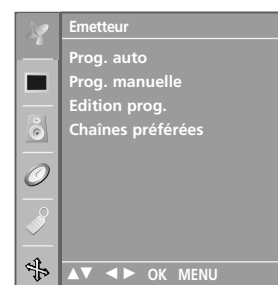 Emetteur
Prog. auto
Prog. manuelle
Edition prog.
Chaînes préférées
▲▼ ◄► OK MENU